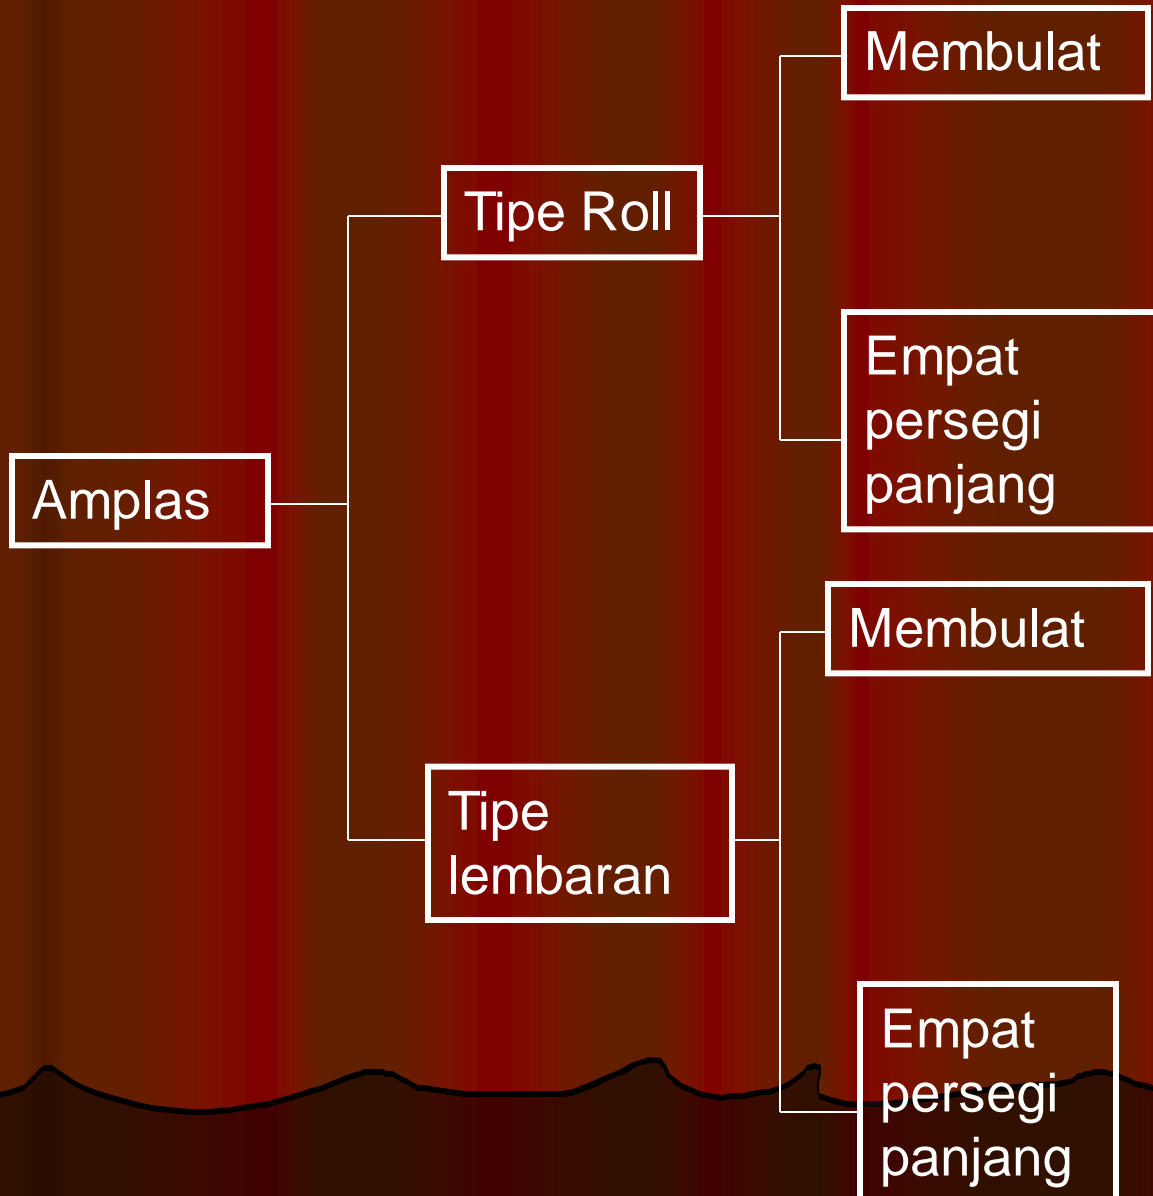 Membulat
Tipe Roll
Empat
persegi
panjang
Amplas
Membulat
Tipe
lembaran
Empat
persegi
panjang